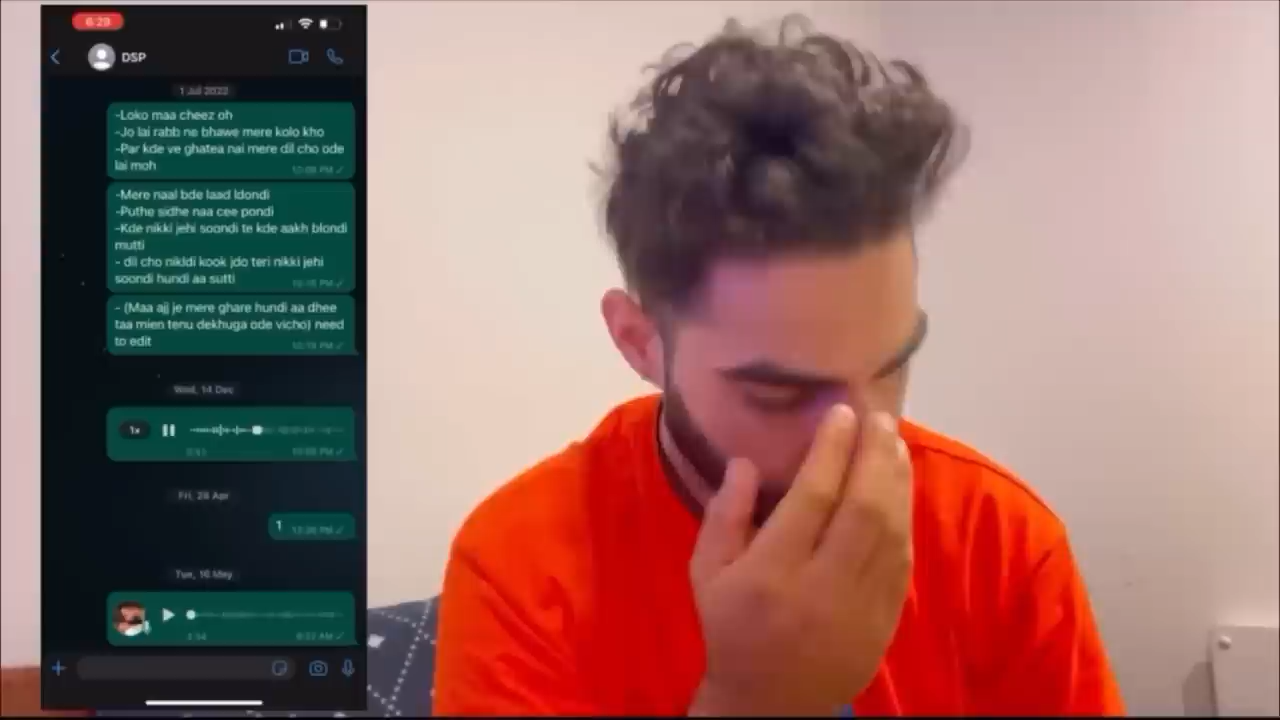 6:29
DSP
1 Jul 2022
-Loko maa cheez oh
-Jo lai rabb ne bhawe mere kolo kho
-Par kde ve ghatea nai mere dil cho ode
lai moh
-Mere naal bde laad ldondi
-Puthe sidhe naa cee pondi
-Kde nikki jehi soondi te kde aakh blondi
mutti
- dil cho nikldi kook jdo teri nikki jehi
soondi hundi aa sutti
- (Maa ajj je mere ghare hundi aa dhee
taa mien tenu dekhuga ode vicho) need
to edit
Wed, 14 Dec
1x
Fri, 28 Apr
1
Tue, 16 May